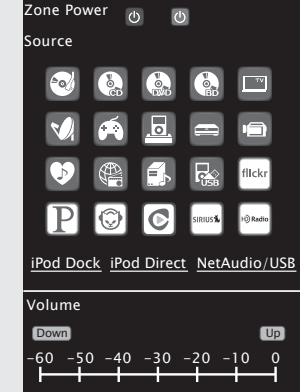 Zone Power
Source
CD DVD BD TV
USB flickr
P SIRIUS HD Radio
iPod Dock iPod Direct NetAudio/USB
Volume
Down Up
-60 -50 -40 -30 -20 -10 0